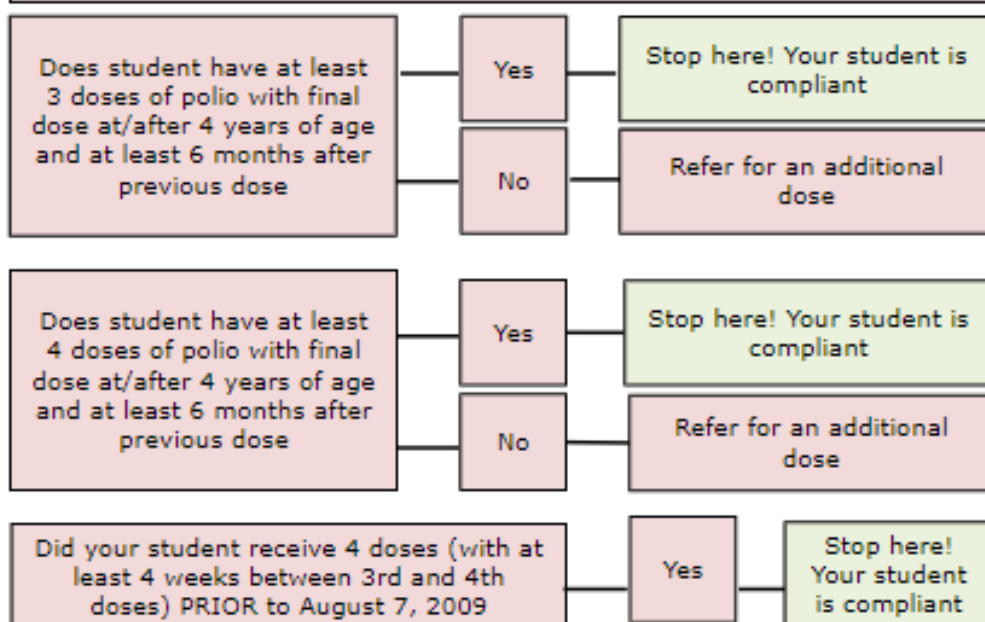 Does student have at least
3 doses of polio with final
dose at/after 4 years of age
and at least 6 months after
previous dose
Yes
Stop here! Your student is
compliant
No
Refer for an additional
dose
Does student have at least
4 doses of polio with final
dose at/after 4 years of age
and at least 6 months after
previous dose
Yes
Stop here! Your student is
compliant
No
Refer for an additional
dose
Did your student receive 4 doses (with at
least 4 weeks between 3rd and 4th
doses) PRIOR to August 7, 2009
Yes
Stop here!
Your student
is compliant